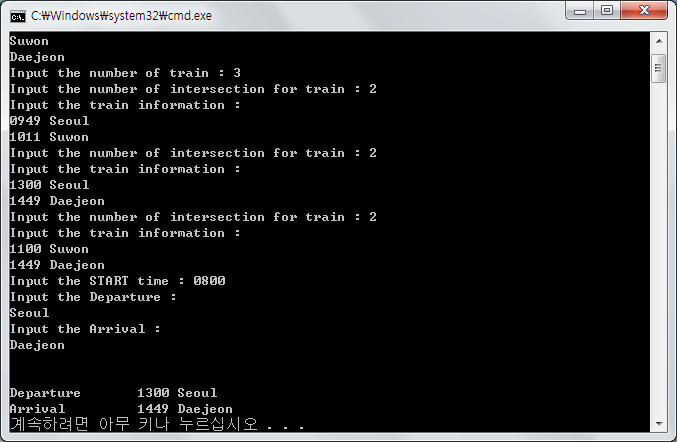 C:₩Windows₩system32₩cmd.exe
Suwon
Daejeon
Input the number of train : 3
Input the number of intersection for train : 2
Input the train information :
0949 Seoul
1011 Suwon
Input the number of intersection for train : 2
Input the train information :
1300 Seoul
1449 Daejeon
Input the number of intersection for train : 2
Input the train information :
1100 Suwon
1449 Daejeon
Input the START time : 0800
Input the Departure :
Seoul
Input the Arrival :
Daejeon
Departure 1300 Seoul
Arrival 1449 Daejeon
계속하려면 아무 키나 누르십시오 . . .